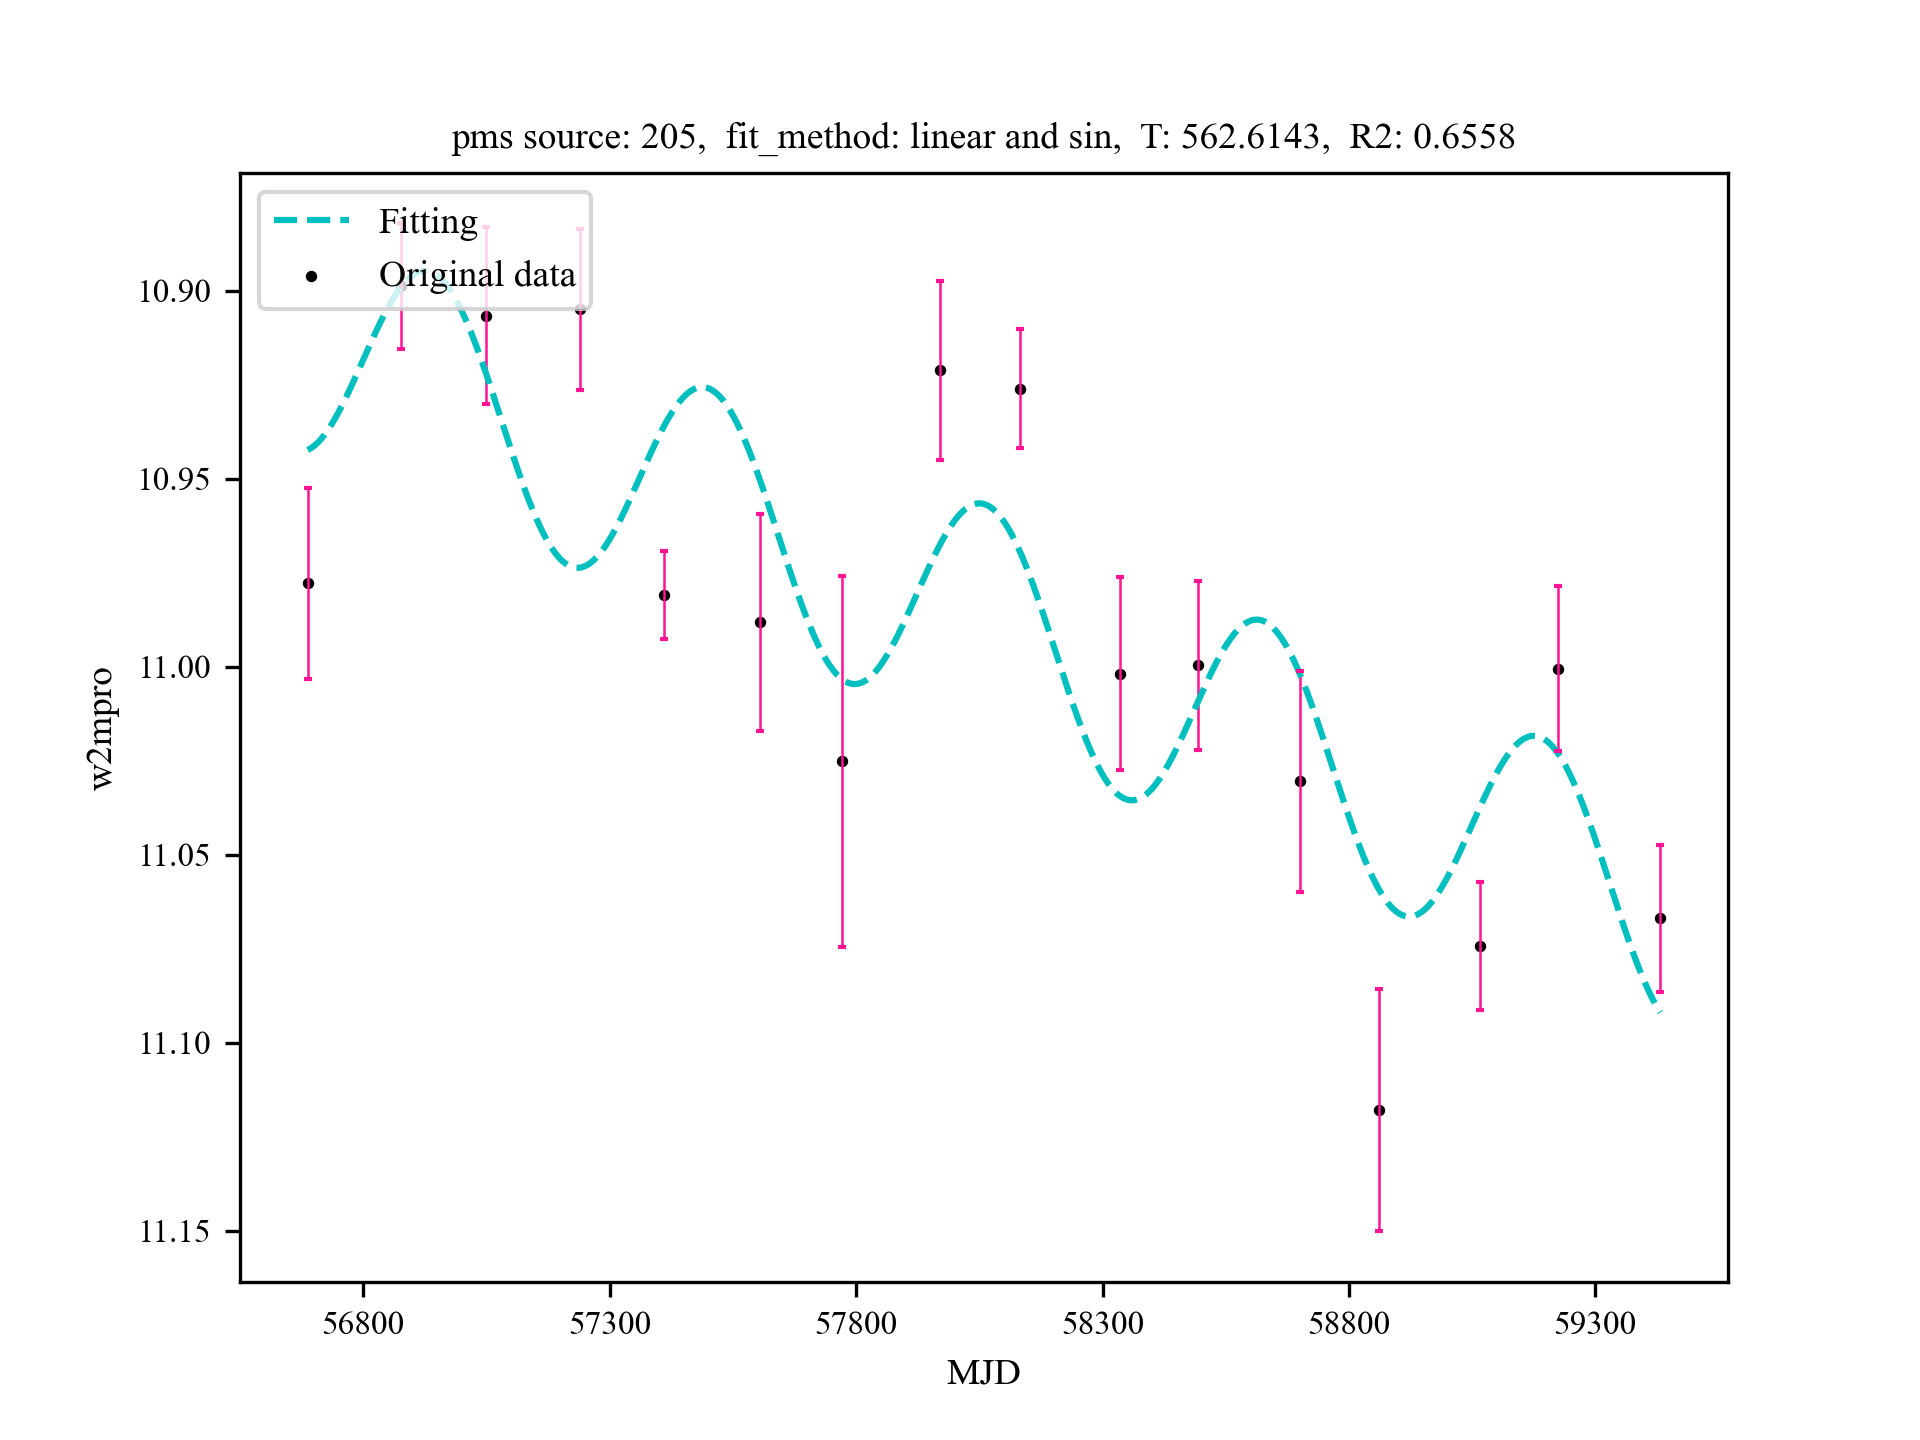 pms source: 205,  fit_method: linear and sin,  T: 562.6143,  R2: 0.6558
Fitting
Original data
10.90
10.95
11.00
11.05
11.10
11.15
w2mpro
56800 57300 57800 58300 58800 59300
MJD